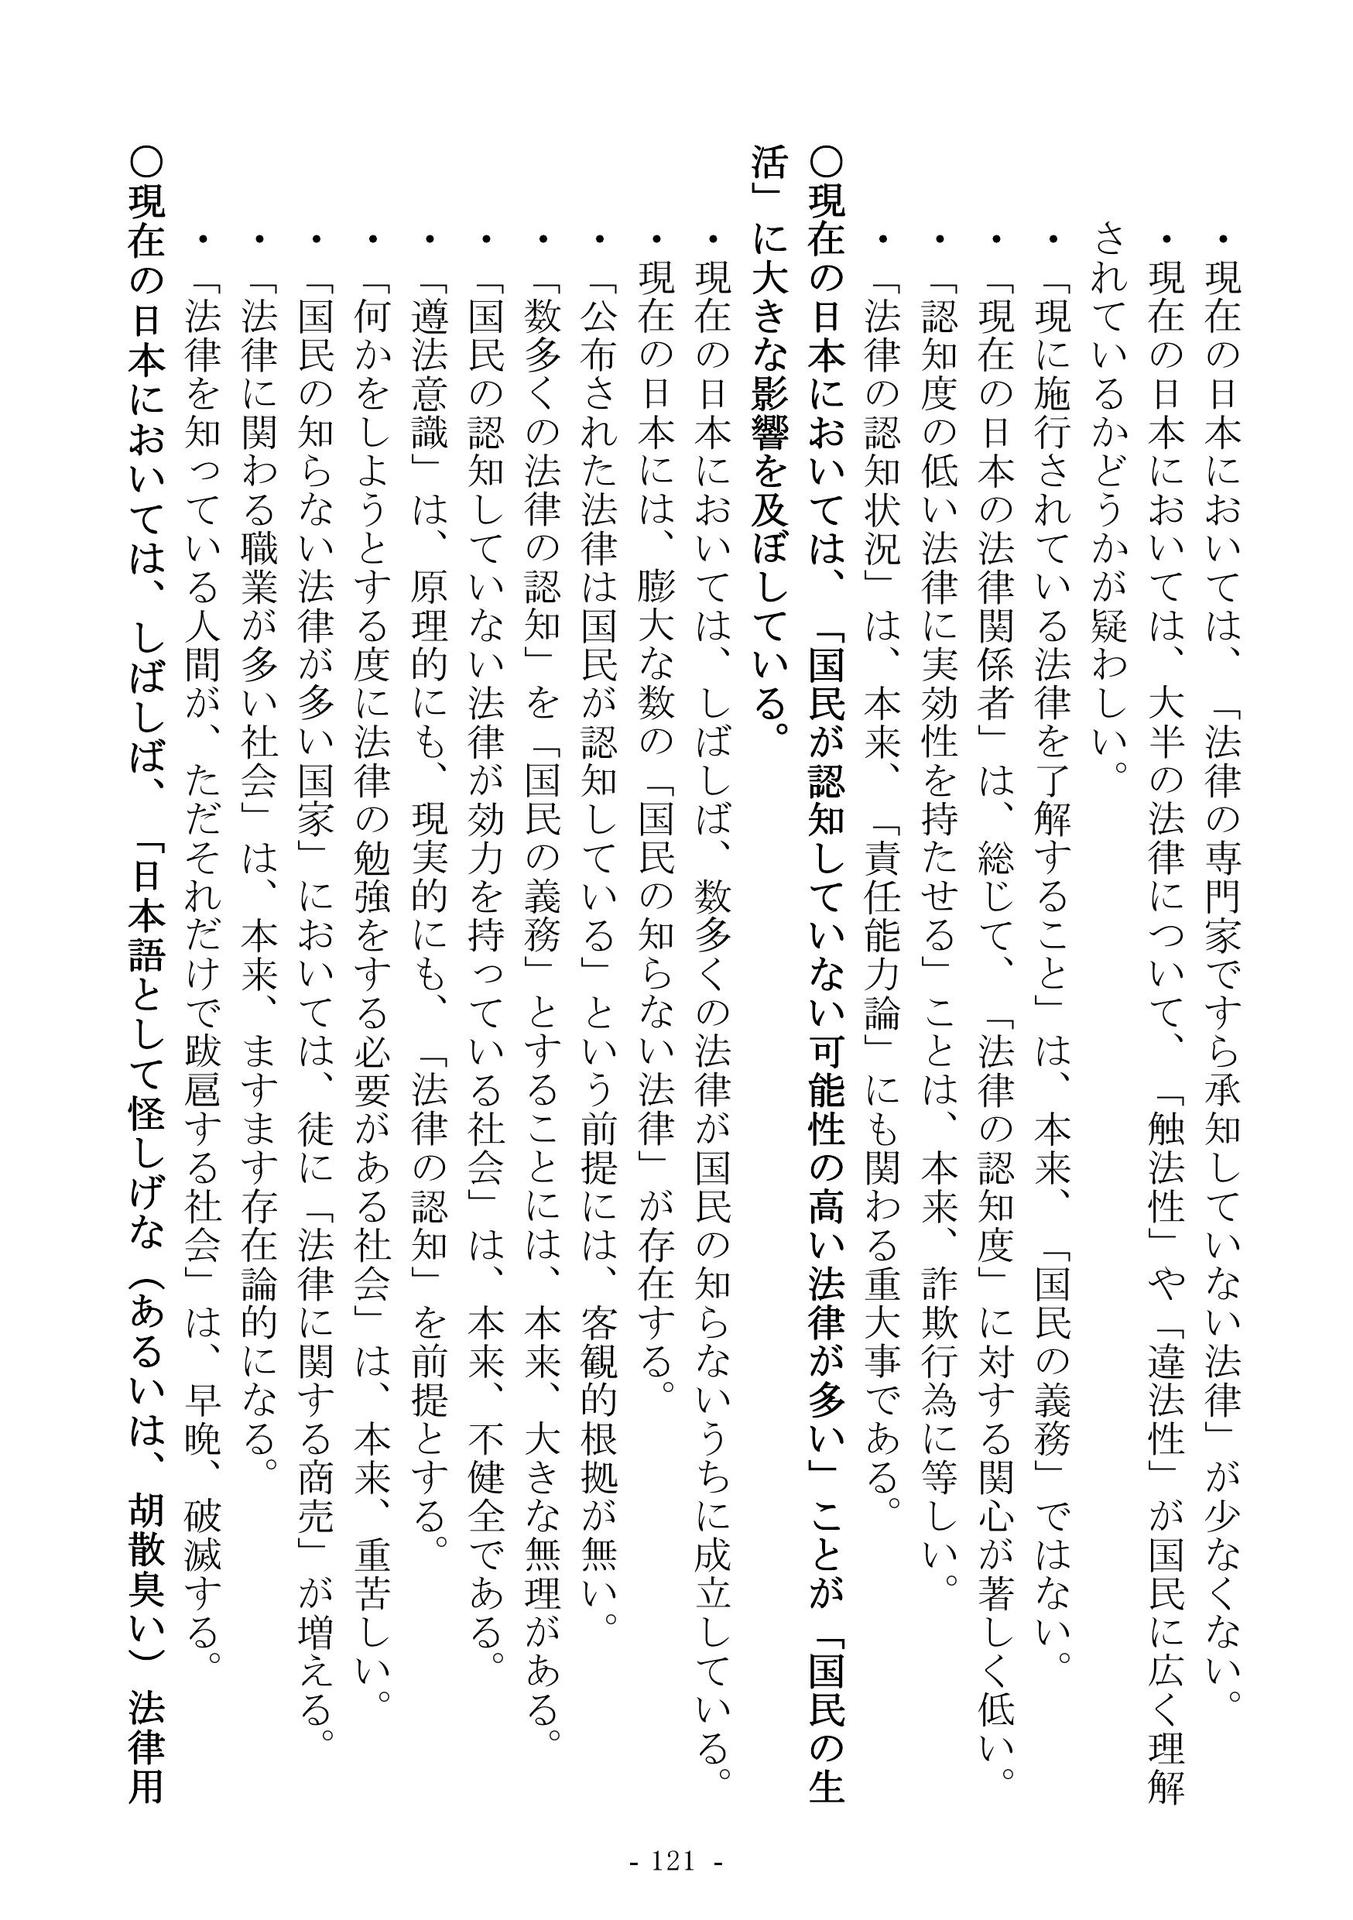 ・現在の日本においては、「法律の専門家ですら承知していない法律」が少なくない。
・現在の日本においては、大半の法律について、「触法性」や「違法性」が国民に広く理解
されているかどうかが疑わしい。
・「現に施行されている法律を了解すること」は、本来、「国民の義務」ではない。
・「現在の日本の法律関係者」は、総じて、「法律の認知度」に対する関心が著しく低い。
・「認知度の低い法律に実効性を持たせる」ことは、本来、詐欺行為に等しい。
・「法律の認知状況」は、本来、「責任能力論」にも関わる重大事である。
〇現在の日本においては、「国民が認知していない可能性の高い法律が多い」ことが「国民の生
活」に大きな影響を及ぼしている。
・現在の日本においては、しばしば、数多くの法律が国民の知らないうちに成立している。
・現在の日本には、膨大な数の「国民の知らない法律」が存在する。
・「公布された法律は国民が認知している」という前提には、客観的根拠が無い。
・「数多くの法律の認知」を「国民の義務」とすることには、本来、大きな無理がある。
・「国民の認知していない法律が効力を持っている社会」は、本来、不健全である。
・「遵法意識」は、原理的にも、現実的にも、「法律の認知」を前提とする。
・「何かをしようとする度に法律の勉強をする必要がある社会」は、本来、重苦しい。
・「国民の知らない法律が多い国家」においては、徒に「法律に関する商売」が増える。
・「法律に関わる職業が多い社会」は、本来、ますます存在論的になる。
・「法律を知っている人間が、ただそれだけで跋扈する社会」は、早晩、破滅する。
〇現在の日本においては、しばしば、「日本語として怪しげな（あるいは、胡散臭い）法律用
- 121 -